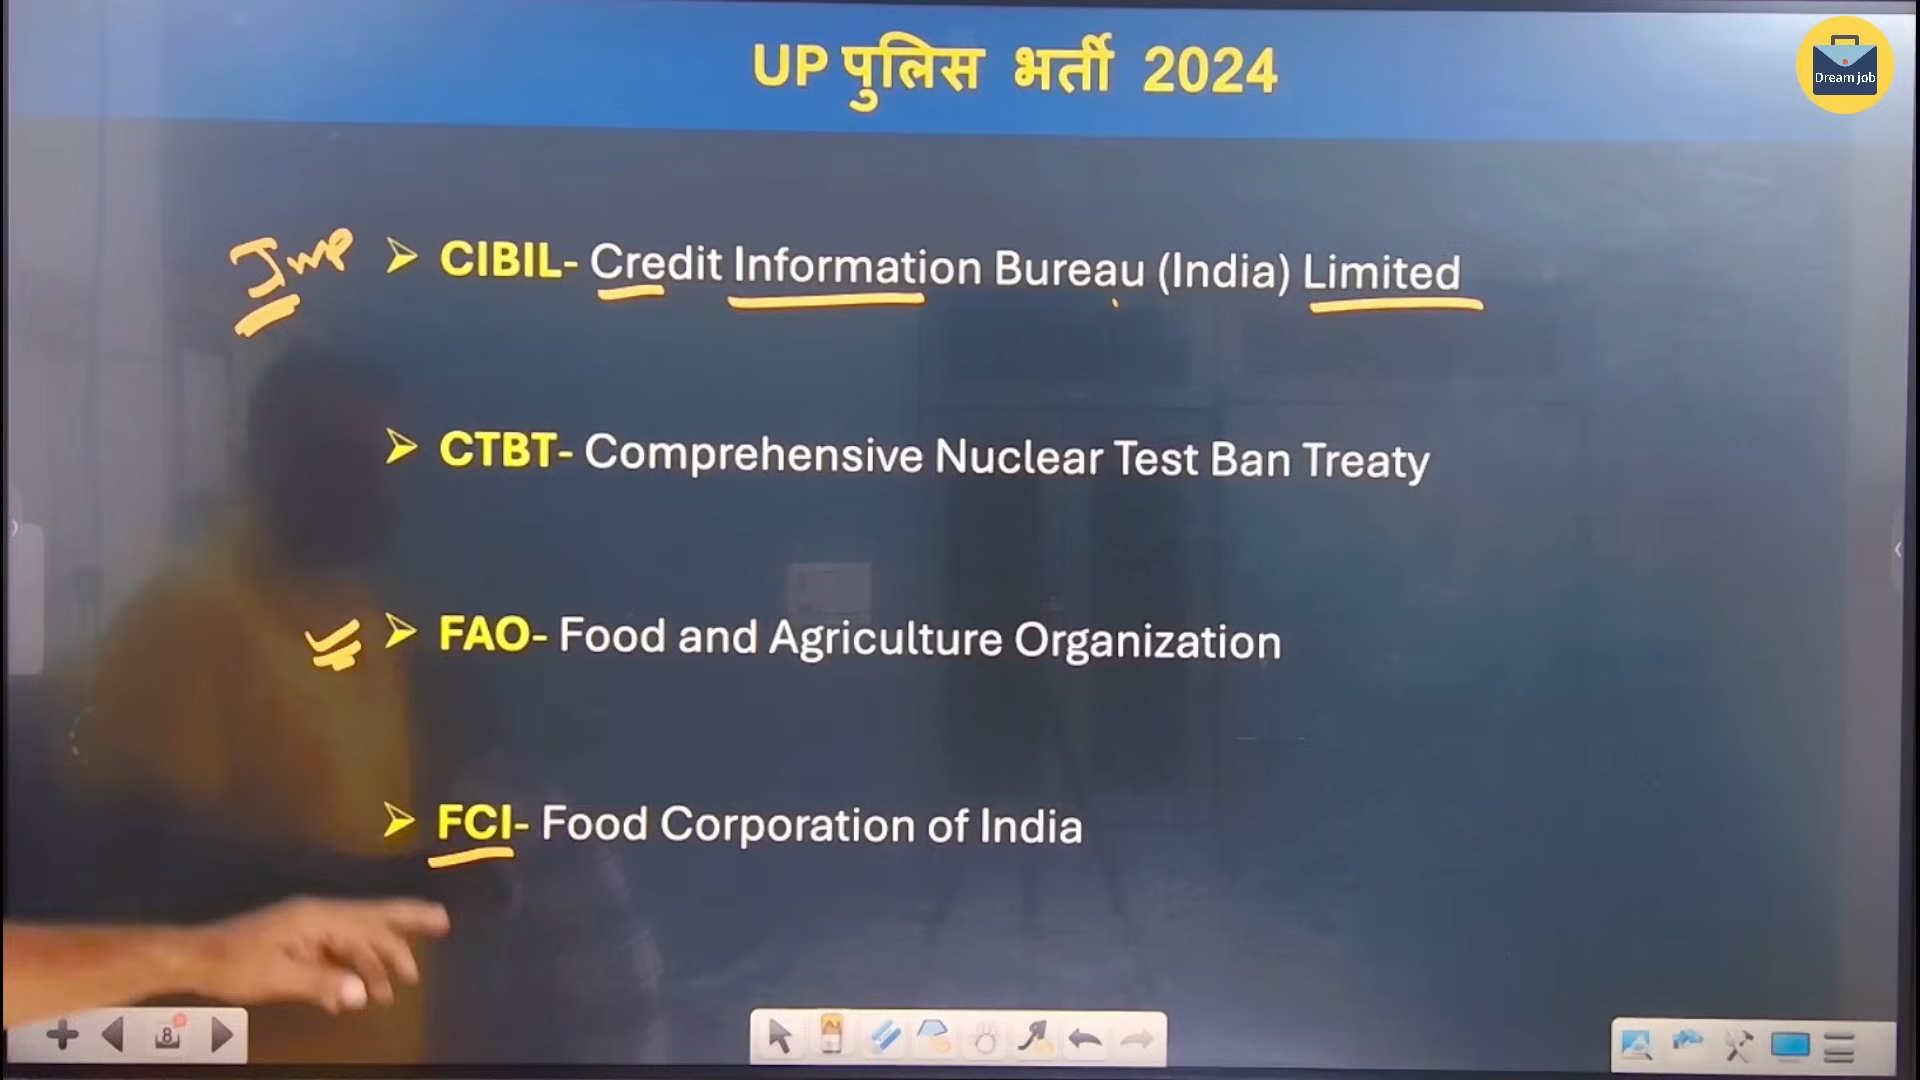 UP पुलिस भर्ती 2024
Dream job
Imp
➤ CIBIL- Credit Information Bureau (India) Limited
➤ CTBT- Comprehensive Nuclear Test Ban Treaty
➤ FAO- Food and Agriculture Organization
➤ FCI- Food Corporation of India
8